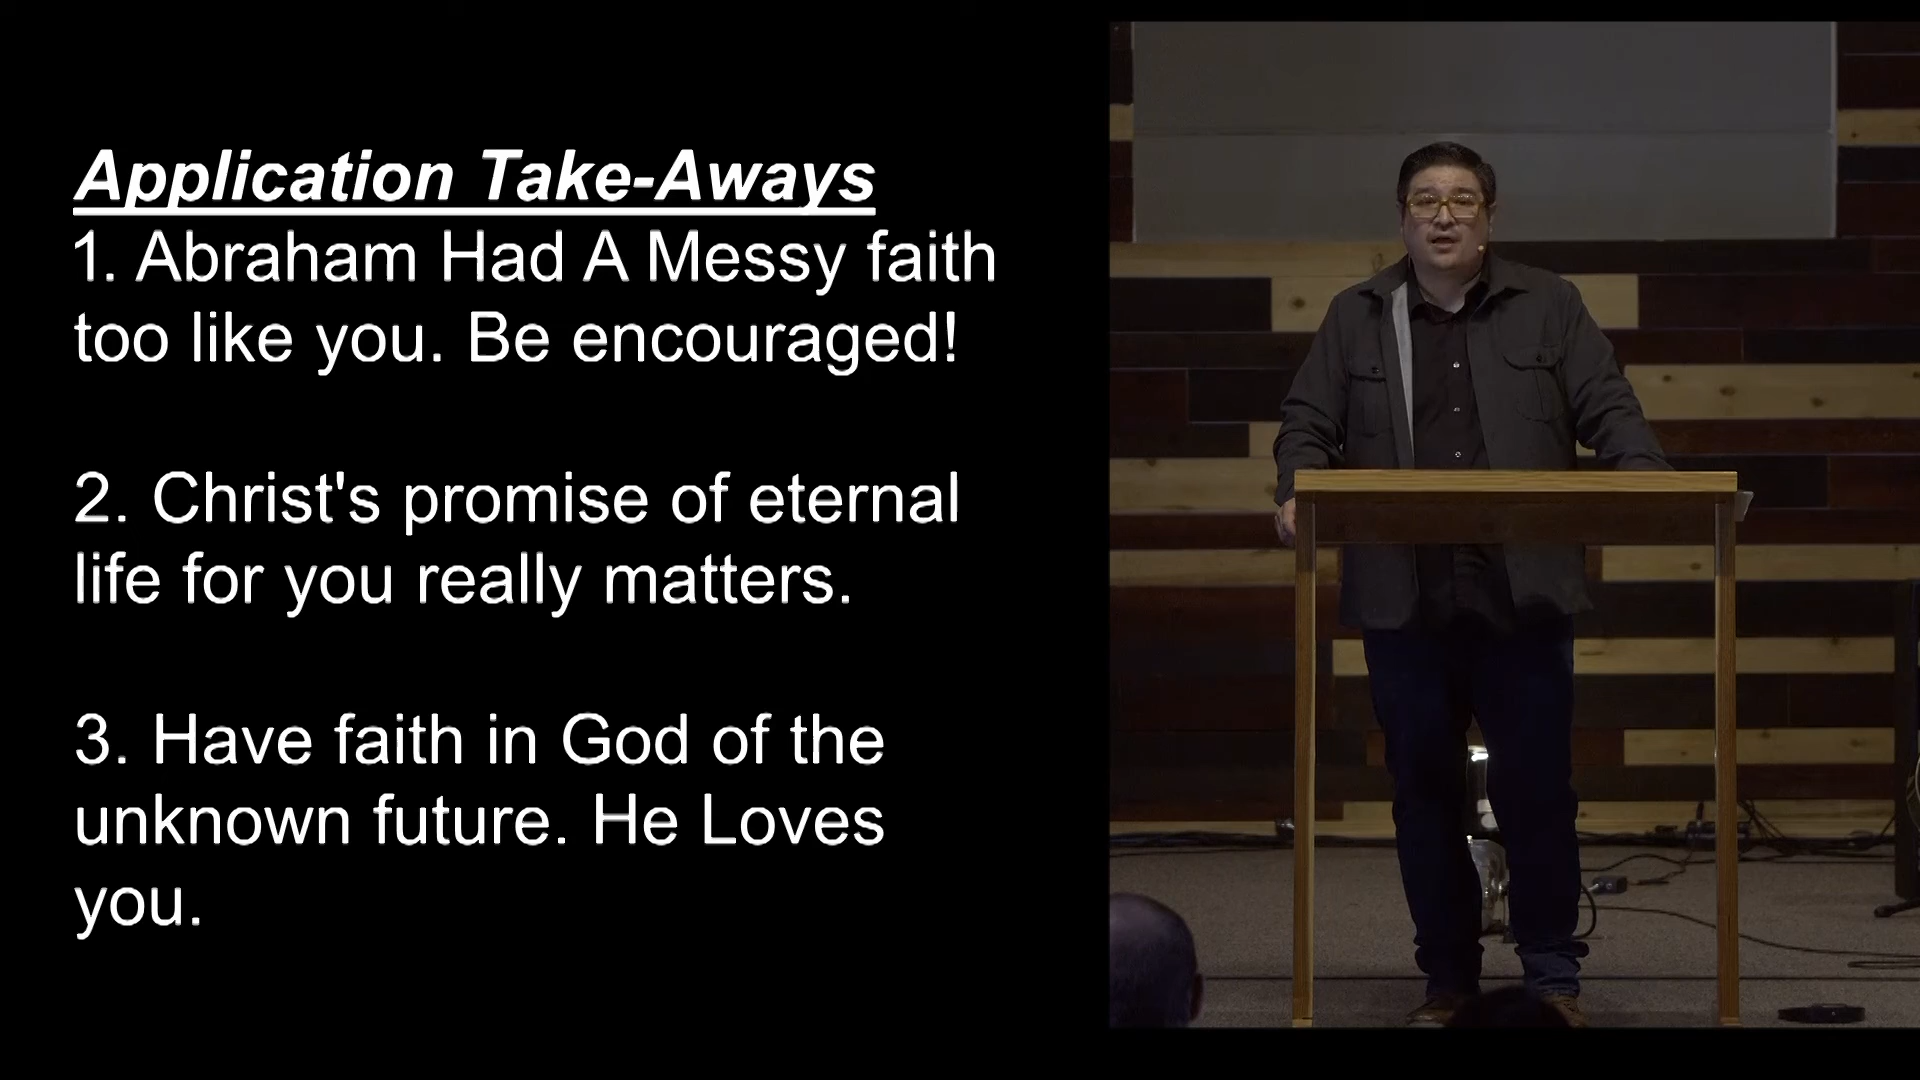 Application Take-Aways
1. Abraham Had A Messy faith
too like you. Be encouraged!
2. Christ's promise of eternal
life for you really matters.
3. Have faith in God of the
unknown future. He Loves
you.